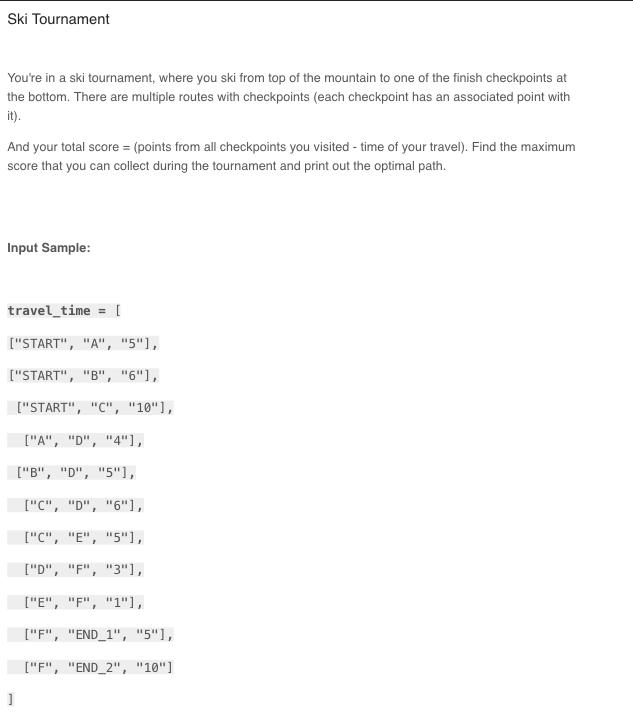 Ski Tournament
You're in a ski tournament, where you ski from top of the mountain to one of the finish checkpoints at
the bottom. There are multiple routes with checkpoints (each checkpoint has an associated point with
it).
And your total score = (points from all checkpoints you visited - time of your travel). Find the maximum
score that you can collect during the tournament and print out the optimal path.
Input Sample:
travel_time = [
["START", "A", "5"],
["START", "B", "6"],
["START", "C", "10"],
["A", "D", "4"],
["B", "D", "5"],
["C", "D", "6"],
["C", "E", "5"],
["D", "F", "3"],
["E", "F", "1"],
["F", "END_1", "5"],
["F", "END_2", "10"]
]